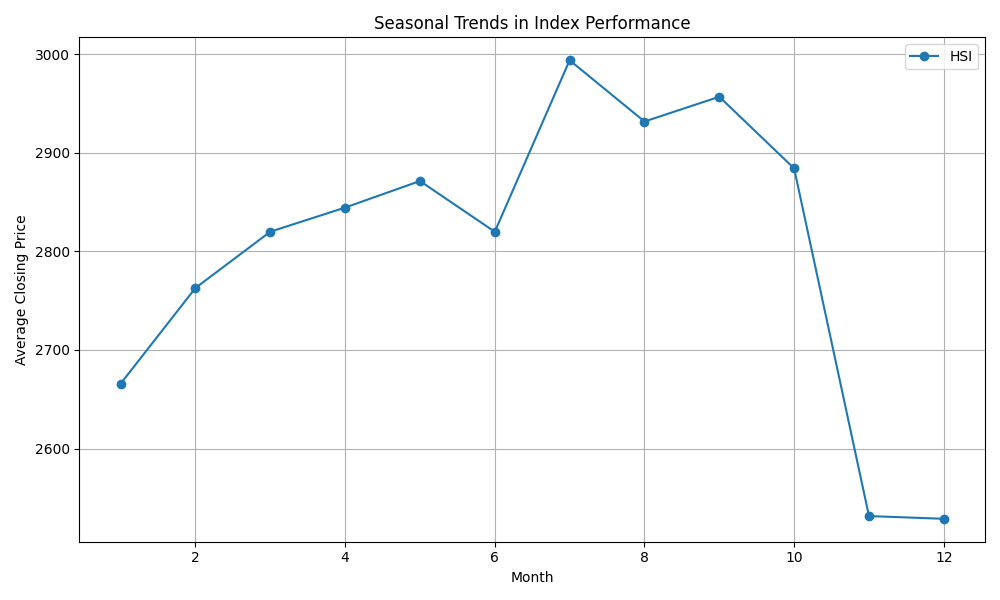 Seasonal Trends in Index Performance
HSI
3000
2900
2800
2700
2600
Average Closing Price
2 4 6 8 10 12
Month